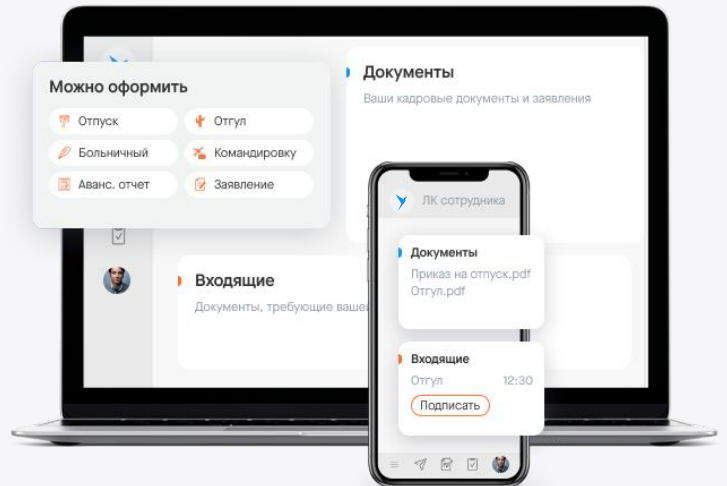 Можно оформить
Отпуск
Отгул
Больничный
Командировку
Аванс. отчет
Заявление
Документы
Ваши кадровые документы и заявления
Входящие
Документы, требующие вашей
ЛК сотрудника
Документы
Приказ на отпуск.pdf
Отгул.pdf
Входящие
Отгул 12:30
Подписать